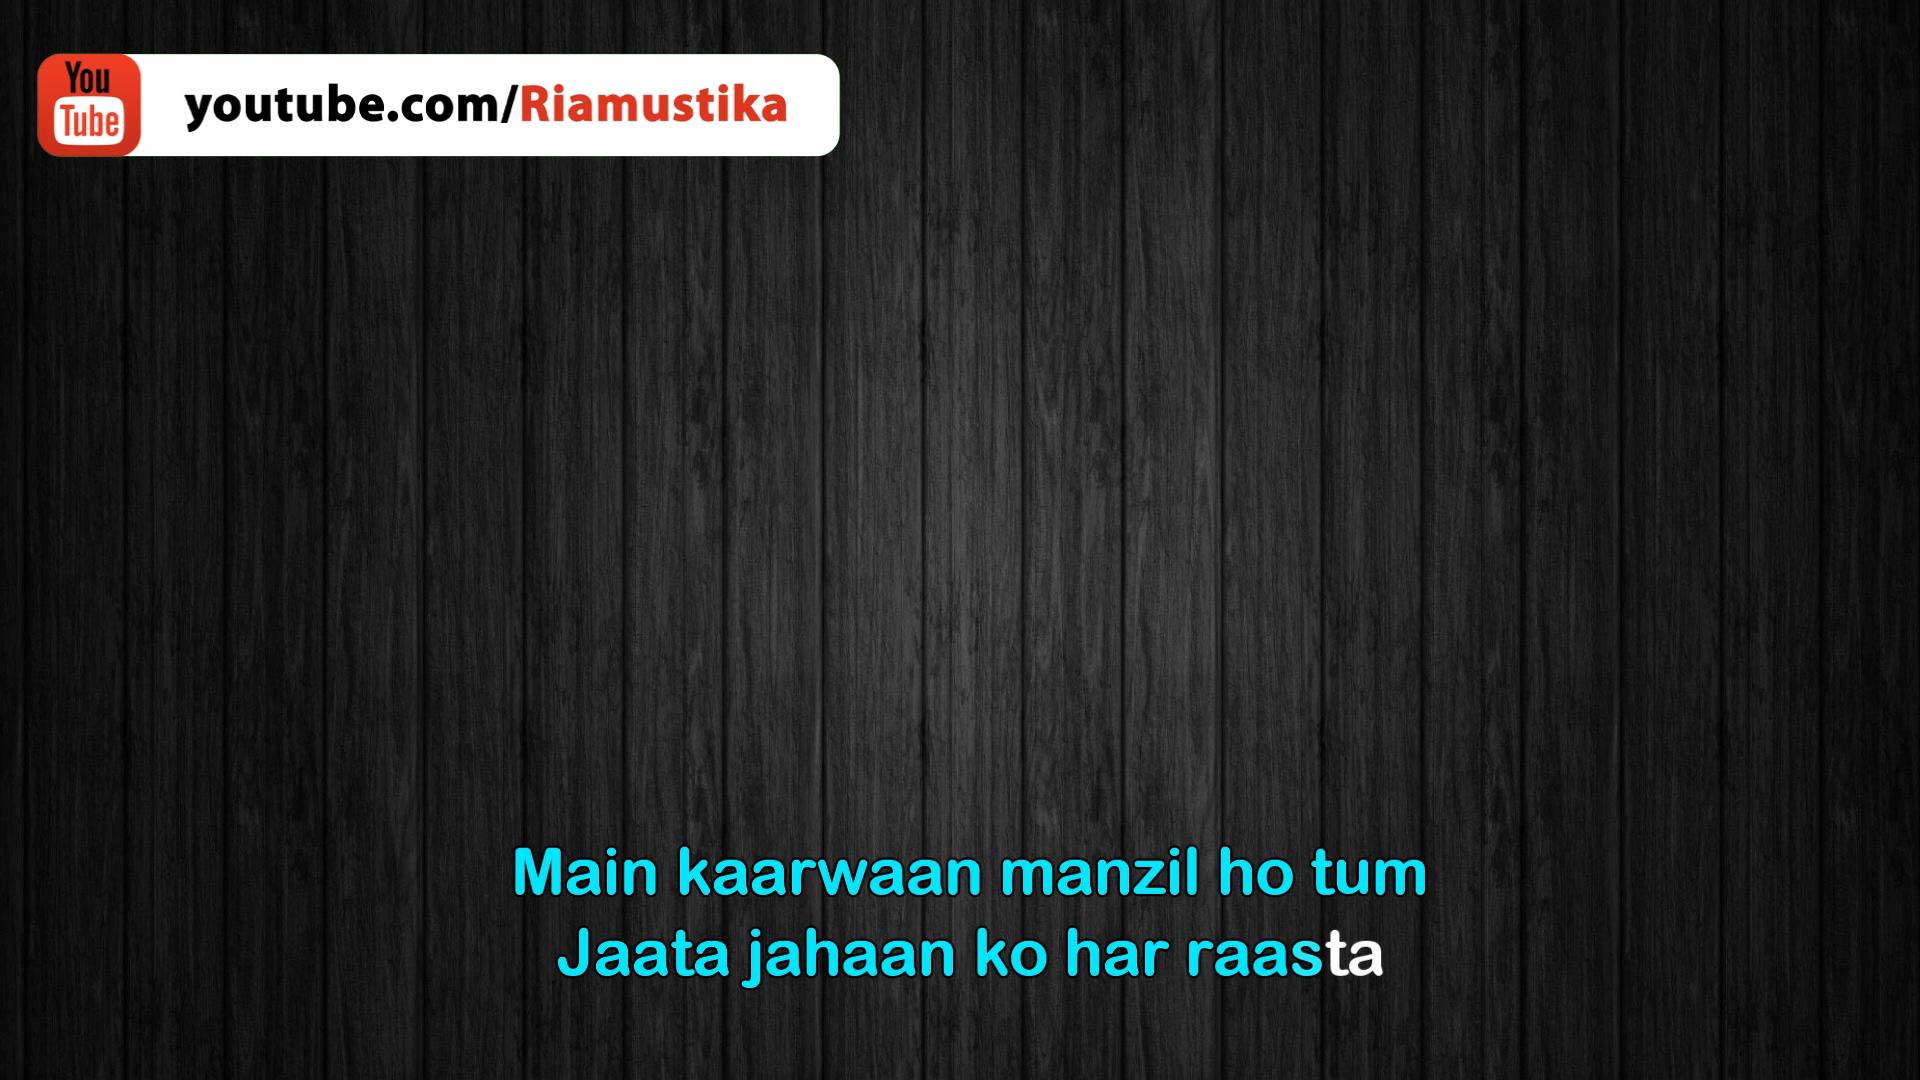 You
Tube
youtube.com/Riamustika
Main kaarwaan manzil ho tum
Jaata jahaan ko har raasta